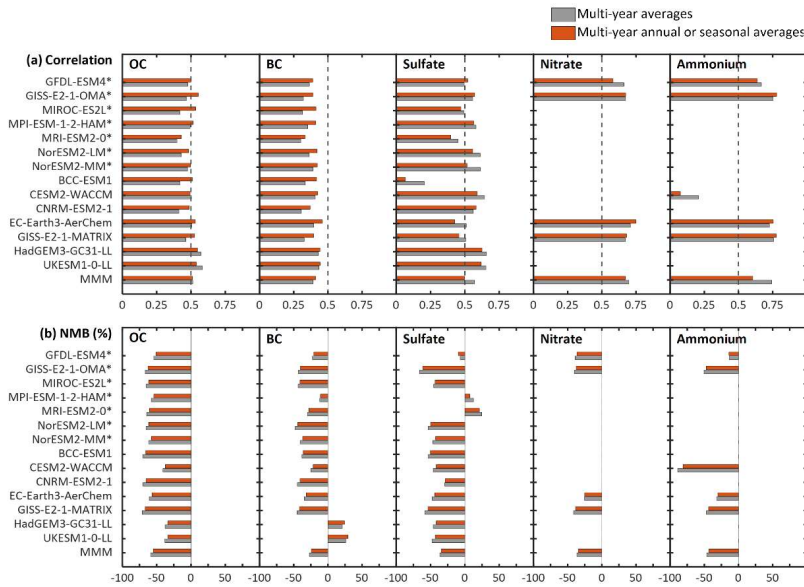 Multi-year averages
Multi-year annual or seasonal averages
(a) Correlation
OC
BC
Sulfate
Nitrate
Ammonium
GFDL-ESM4*
GISS-E2-1-OMA*
MIROC-ES2L*
MPI-ESM-1-2-HAM*
MRI-ESM2-0*
NorESM2-LM*
NorESM2-MM*
BCC-ESM1
CESM2-WACCM
CNRM-ESM2-1
EC-Earth3-AerChem
GISS-E2-1-MATRIX
HadGEM3-GC31-LL
UKESM1-0-LL
MMM
0 0.25 0.5 0.75 0 0.25 0.5 0.75 0 0.25 0.5 0.75 0 0.25 0.5 0.75 0 0.25 0.5 0.75
(b) NMB (%)
OC
BC
Sulfate
Nitrate
Ammonium
GFDL-ESM4*
GISS-E2-1-OMA*
MIROC-ES2L*
MPI-ESM-1-2-HAM*
MRI-ESM2-0*
NorESM2-LM*
NorESM2-MM*
BCC-ESM1
CESM2-WACCM
CNRM-ESM2-1
EC-Earth3-AerChem
GISS-E2-1-MATRIX
HadGEM3-GC31-LL
UKESM1-0-LL
MMM
-100 -50 0 50 -100 -50 0 50 -100 -50 0 50 -100 -50 0 50 -100 -50 0 50